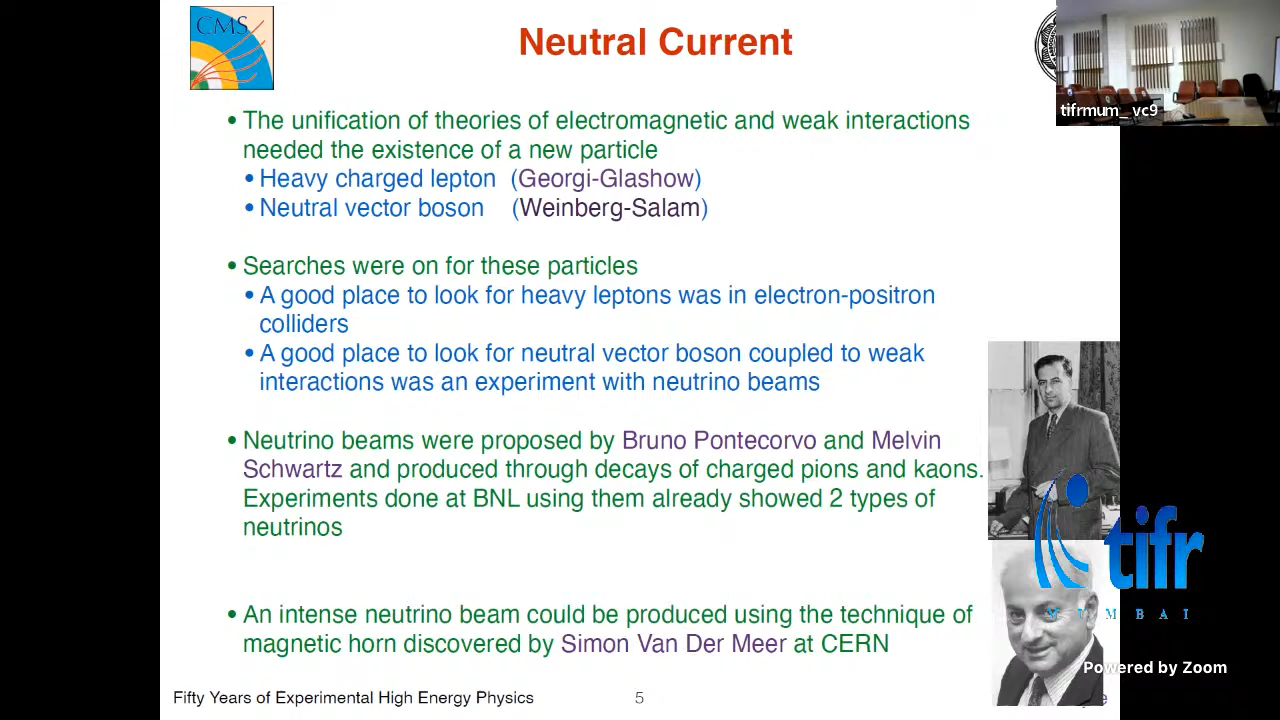 CMS
Neutral Current
tifrmum_ vc9
• The unification of theories of electromagnetic and weak interactions
needed the existence of a new particle
• Heavy charged lepton (Georgi-Glashow)
• Neutral vector boson (Weinberg-Salam)
• Searches were on for these particles
• A good place to look for heavy leptons was in electron-positron
colliders
• A good place to look for neutral vector boson coupled to weak
interactions was an experiment with neutrino beams
• Neutrino beams were proposed by Bruno Pontecorvo and Melvin
Schwartz and produced through decays of charged pions and kaons.
Experiments done at BNL using them already showed 2 types of
neutrinos
• An intense neutrino beam could be produced using the technique of
magnetic horn discovered by Simon Van Der Meer at CERN
tifr
MUMBAI
Powered by Zoom
Fifty Years of Experimental High Energy Physics
5